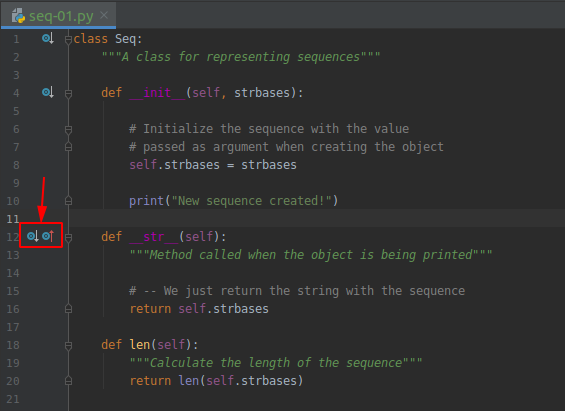 seq-01.py
1 class Seq:
2 """A class for representing sequences"""
3
4 def __init__(self, strbases):
5
6 # Initialize the sequence with the value
7 # passed as argument when creating the object
8 self.strbases = strbases
9
10 print("New sequence created!")
11
12 def __str__(self):
13 """Method called when the object is being printed"""
14
15 # -- We just return the string with the sequence
16 return self.strbases
17
18 def len(self):
19 """Calculate the length of the sequence"""
20 return len(self.strbases)
21